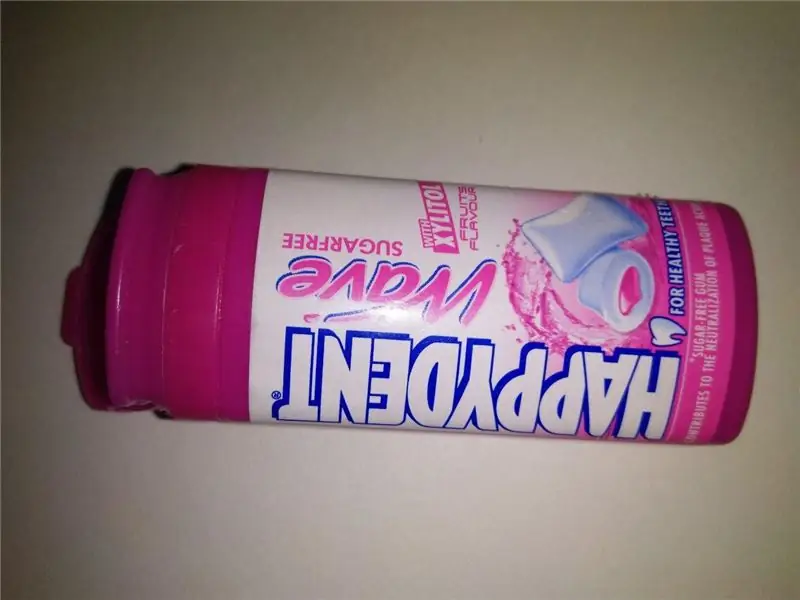 HAPPYDENT®
Wave
SUGARFREE
WITH
XYLITOL
FRUITS
FLAVOUR
FOR HEALTHY TEETH
*SUGAR-FREE GUM
CONTRIBUTES TO THE NEUTRALIZATION OF PLAQUE